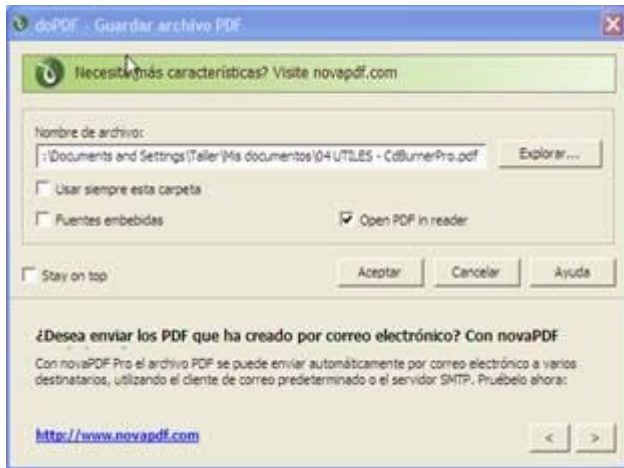 doPDF - Guardar archivo PDF
Necesita más características? Visite novapdf.com
Nombre de archivo:
:\Documents and Settings\Taller\Mis documentos\04 UTILES - CdBurnerPro.pdf
Explorar...
Usar siempre esta carpeta
Fuentes embebidas
Open PDF in reader
Stay on top
Aceptar
Cancelar
Ayuda
¿Desea enviar los PDF que ha creado por correo electrónico? Con novaPDF
Con novaPDF Pro el archivo PDF se puede enviar automáticamente por correo electrónico a varios
destinatarios, utilizando el cliente de correo predeterminado o el servidor SMTP. Pruébelo ahora:
http://www.novapdf.com
< >